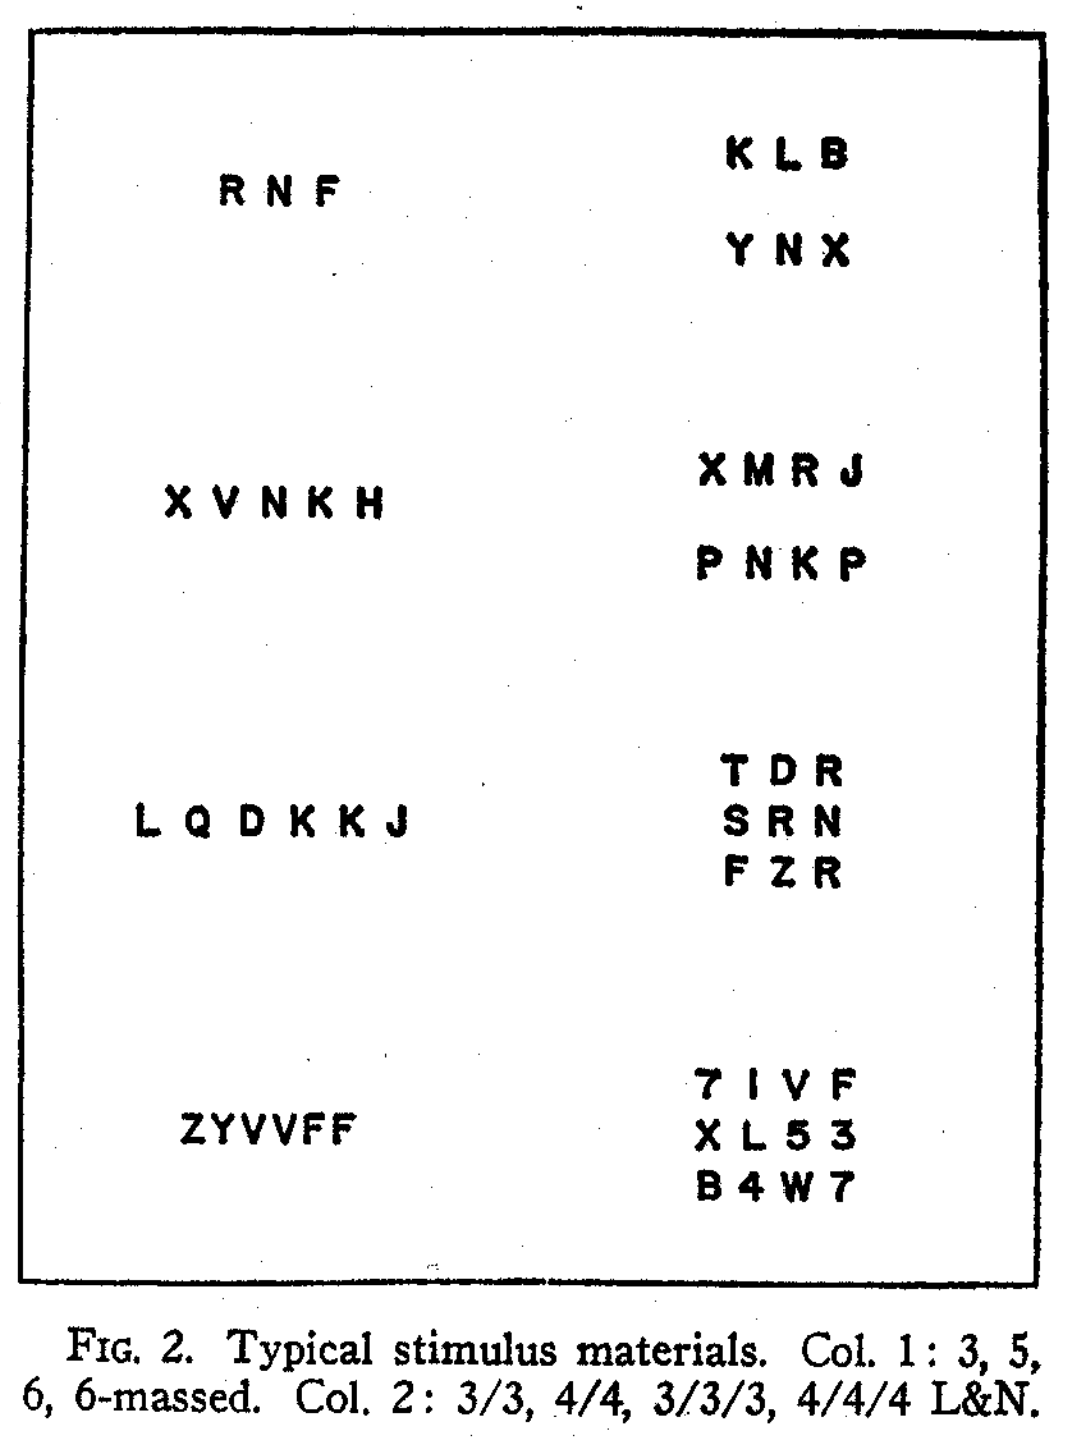 R N F
X V N K H
L Q D K K J
ZYVVFF
K L B
Y N X
X M R J
P N K P
T D R
S R N
F Z R
7 I V F
X L 5 3
B 4 W 7
FIG. 2. Typical stimulus materials. Col. 1: 3, 5,
6, 6-massed. Col. 2: 3/3, 4/4, 3/3/3, 4/4/4 L&N.